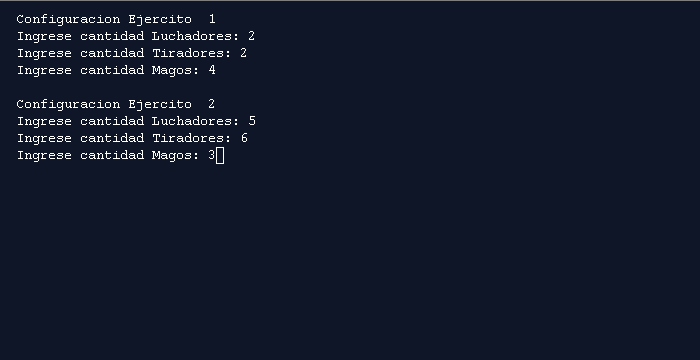 Configuracion Ejercito  1
Ingrese cantidad Luchadores: 2
Ingrese cantidad Tiradores: 2
Ingrese cantidad Magos: 4

Configuracion Ejercito  2
Ingrese cantidad Luchadores: 5
Ingrese cantidad Tiradores: 6
Ingrese cantidad Magos: 3